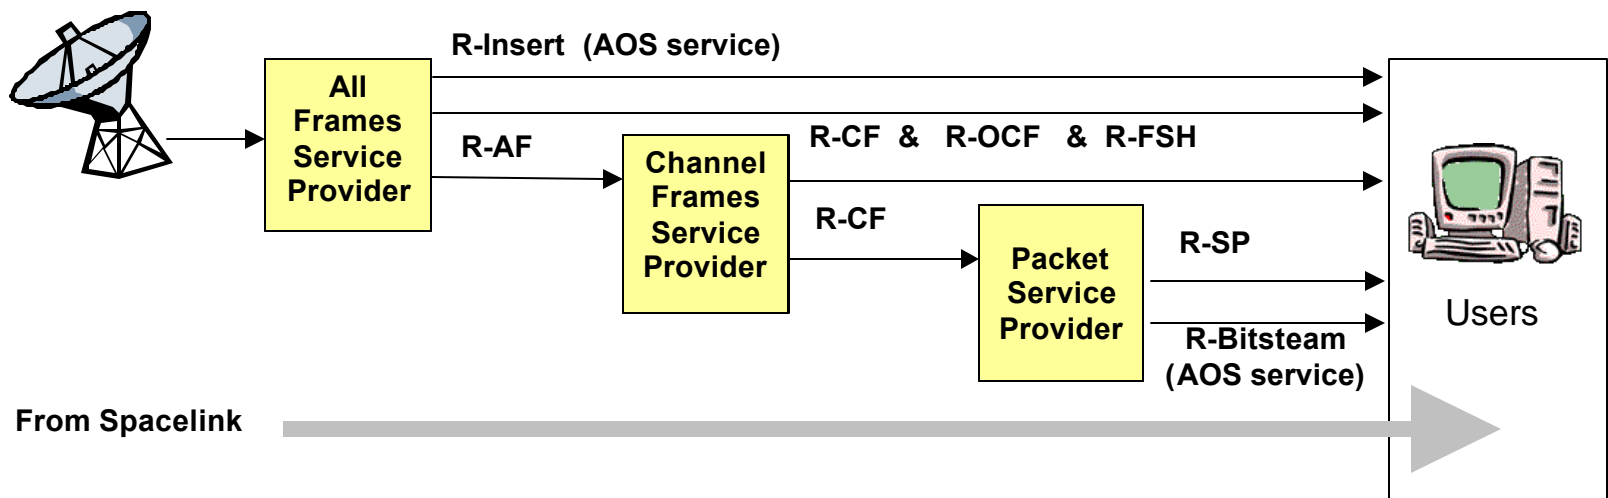 R-Insert (AOS service)
All
Frames
Service
Provider
R-AF
R-CF & R-OCF & R-FSH
Channel
Frames
Service
Provider
R-CF
Packet
Service
Provider
R-SP
R-Bitsteam
(AOS service)
Users
From Spacelink